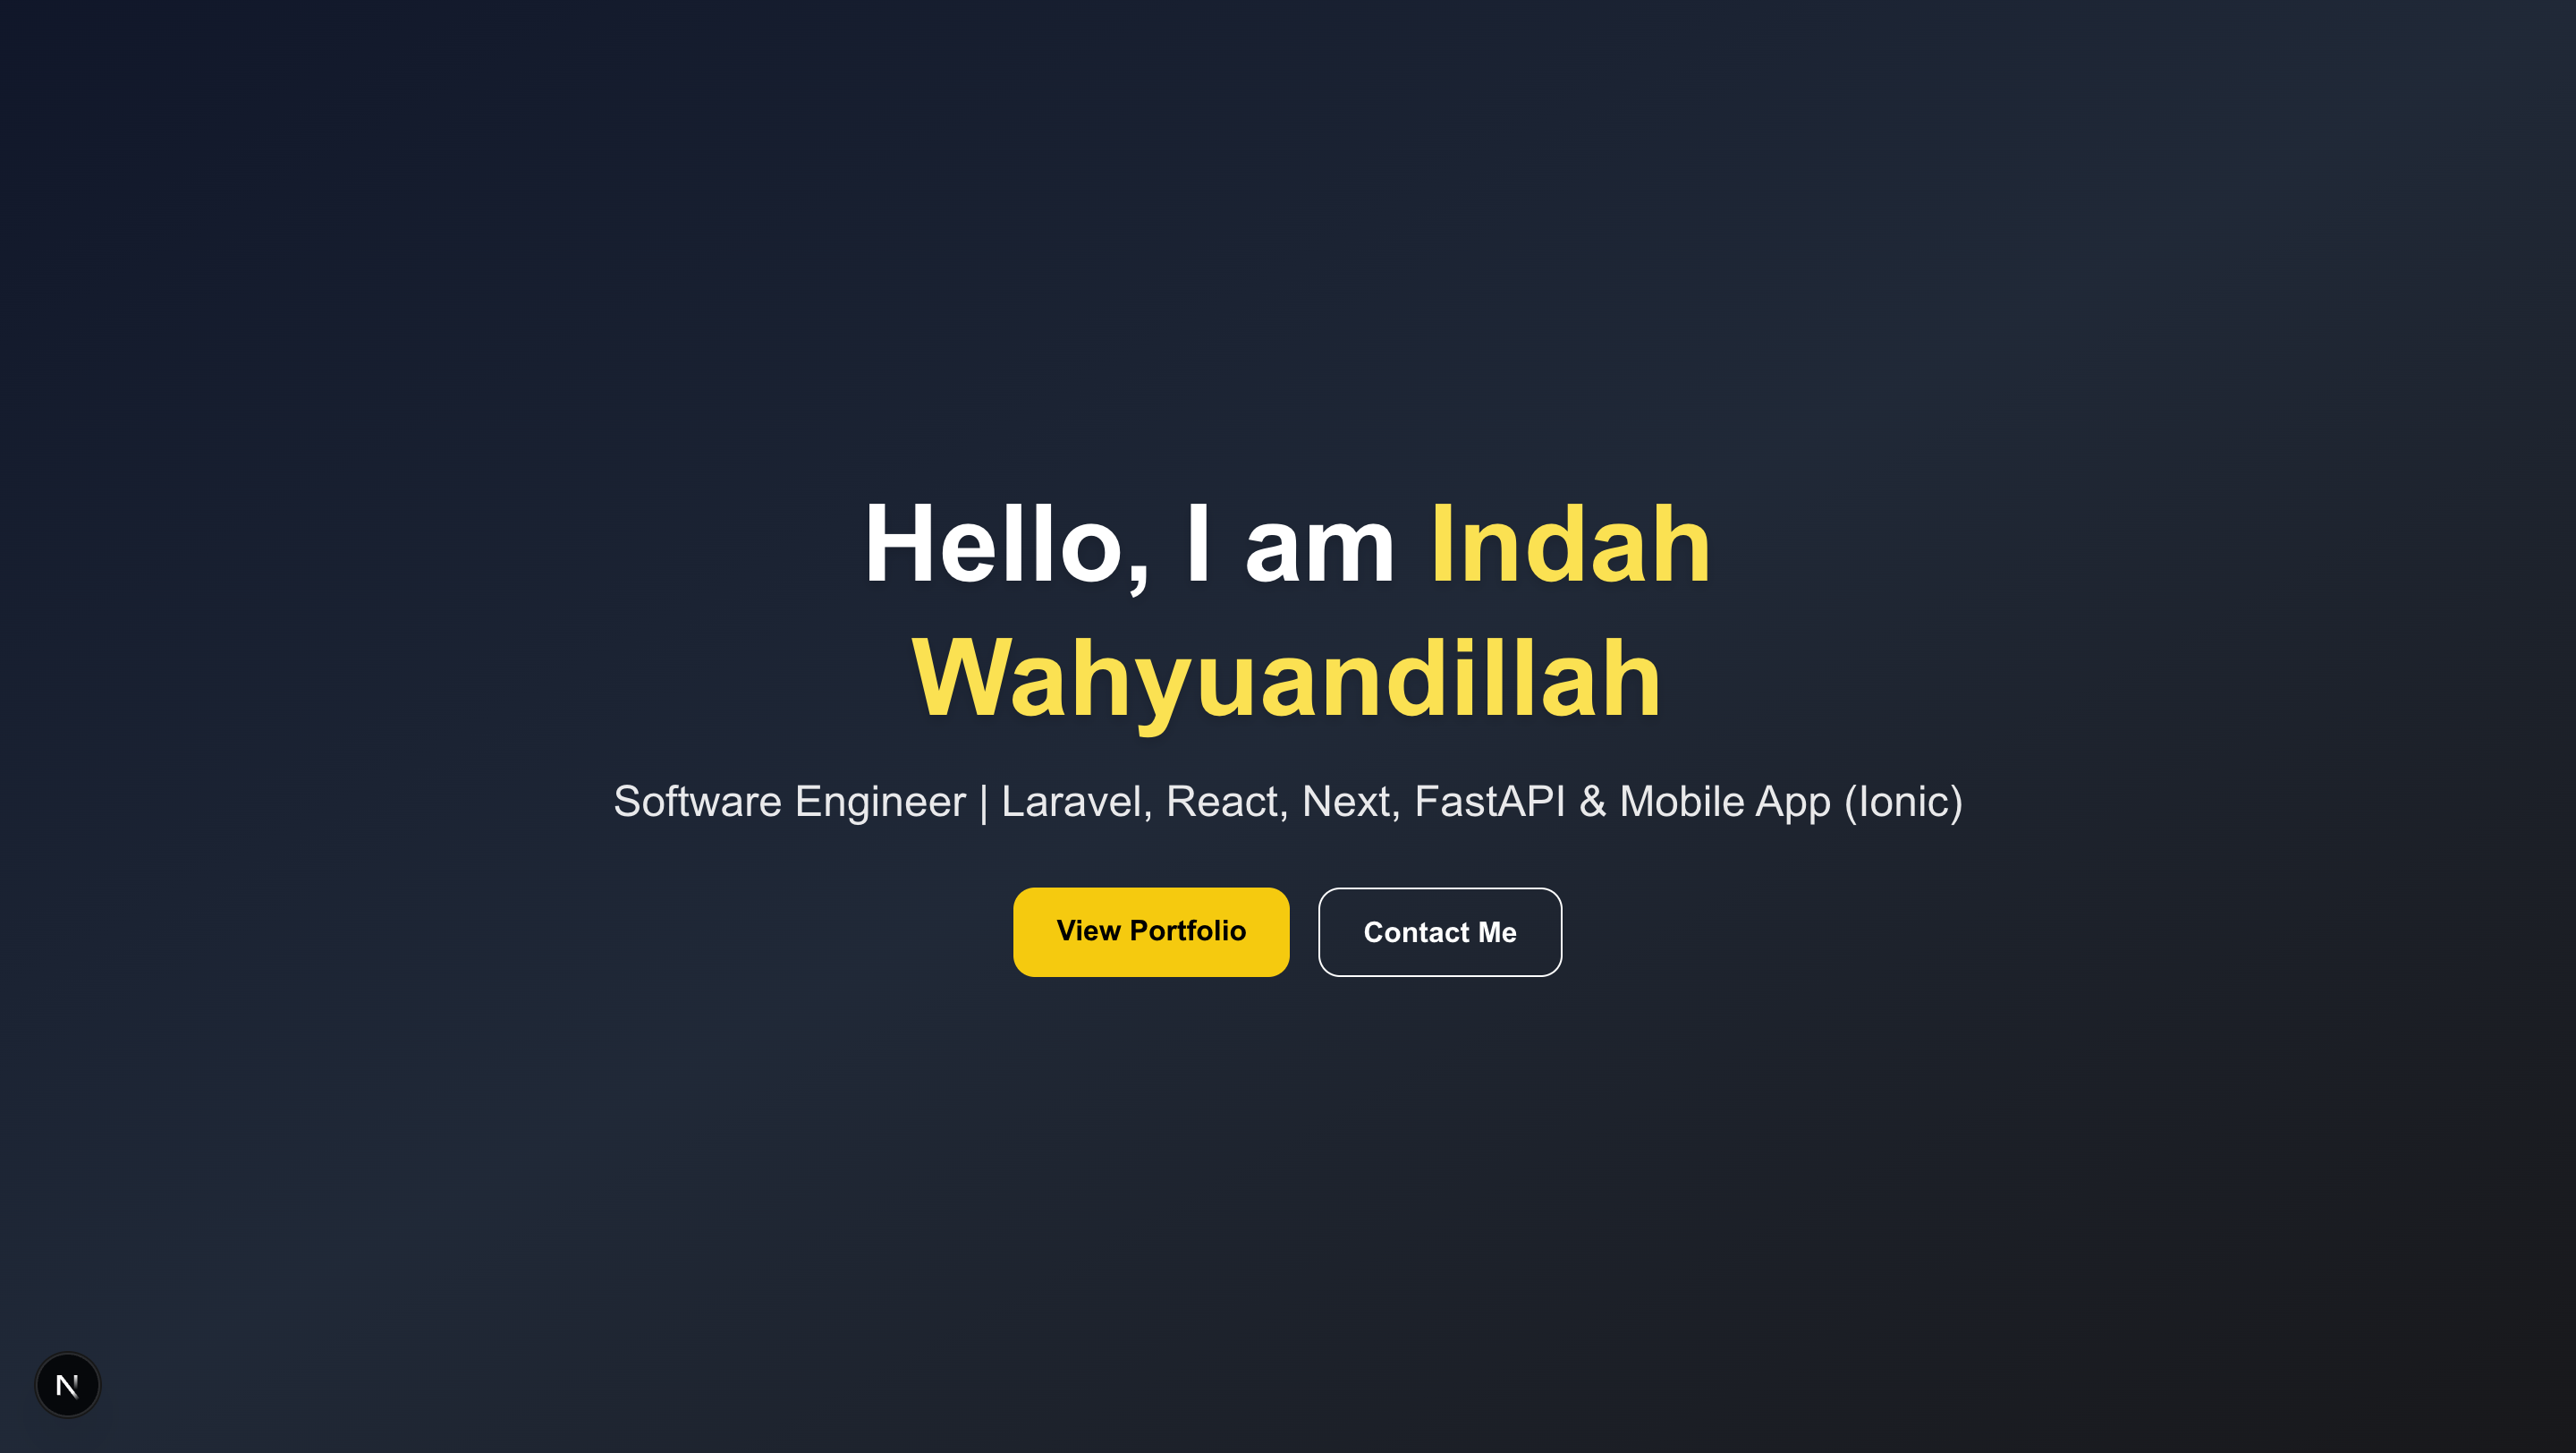 Hello, I am Indah
Wahyuandillah
Software Engineer | Laravel, React, Next, FastAPI & Mobile App (Ionic)
View Portfolio
Contact Me
N